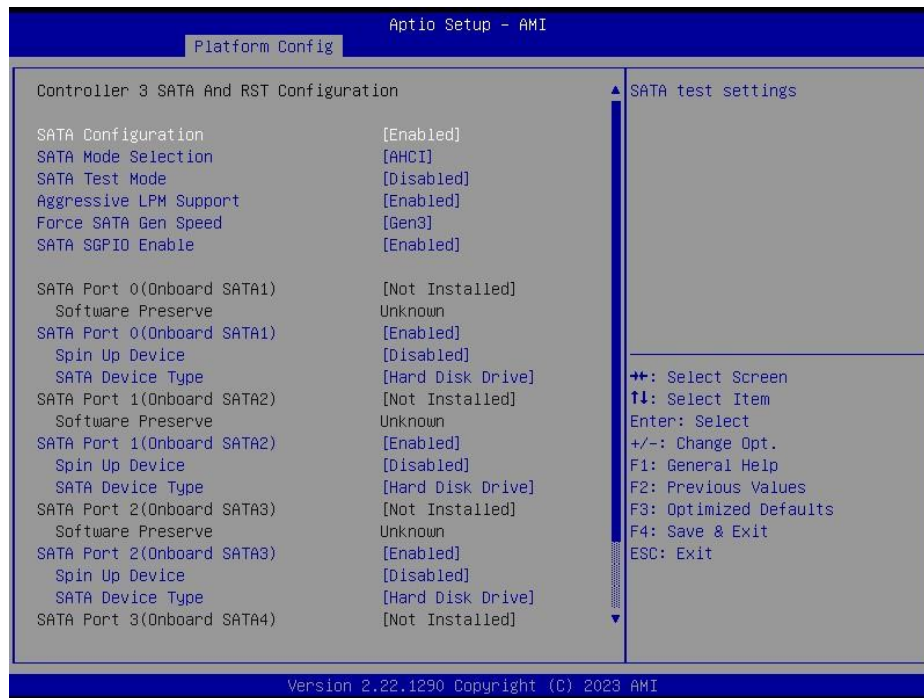 Aptio Setup – AMI
Platform Config
Controller 3 SATA And RST Configuration
SATA Configuration [Enabled]
SATA Mode Selection [AHCI]
SATA Test Mode [Disabled]
Aggressive LPM Support [Enabled]
Force SATA Gen Speed [Gen3]
SATA SGPIO Enable [Enabled]
SATA Port 0(Onboard SATA1) [Not Installed]
Software Preserve Unknown
SATA Port 0(Onboard SATA1) [Enabled]
Spin Up Device [Disabled]
SATA Device Type [Hard Disk Drive]
SATA Port 1(Onboard SATA2) [Not Installed]
Software Preserve Unknown
SATA Port 1(Onboard SATA2) [Enabled]
Spin Up Device [Disabled]
SATA Device Type [Hard Disk Drive]
SATA Port 2(Onboard SATA3) [Not Installed]
Software Preserve Unknown
SATA Port 2(Onboard SATA3) [Enabled]
Spin Up Device [Disabled]
SATA Device Type [Hard Disk Drive]
SATA Port 3(Onboard SATA4) [Not Installed]
SATA test settings
→←: Select Screen
↑↓: Select Item
Enter: Select
+/-: Change Opt.
F1: General Help
F2: Previous Values
F3: Optimized Defaults
F4: Save & Exit
ESC: Exit
Version 2.22.1290 Copyright (C) 2023 AMI